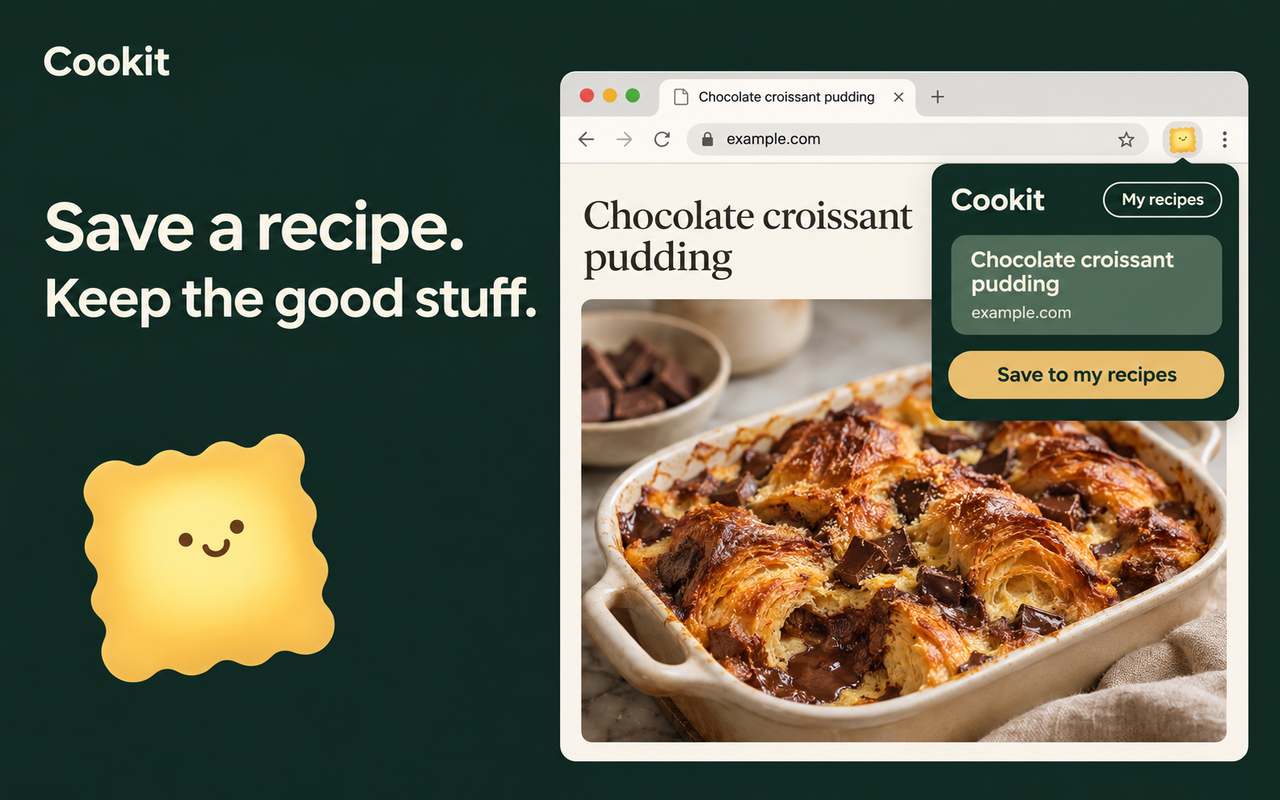 Cookit
Save a recipe.
Keep the good stuff.
Chocolate croissant pudding
example.com
Chocolate croissant
pudding
Cookit
My recipes
Chocolate croissant
pudding
example.com
Save to my recipes